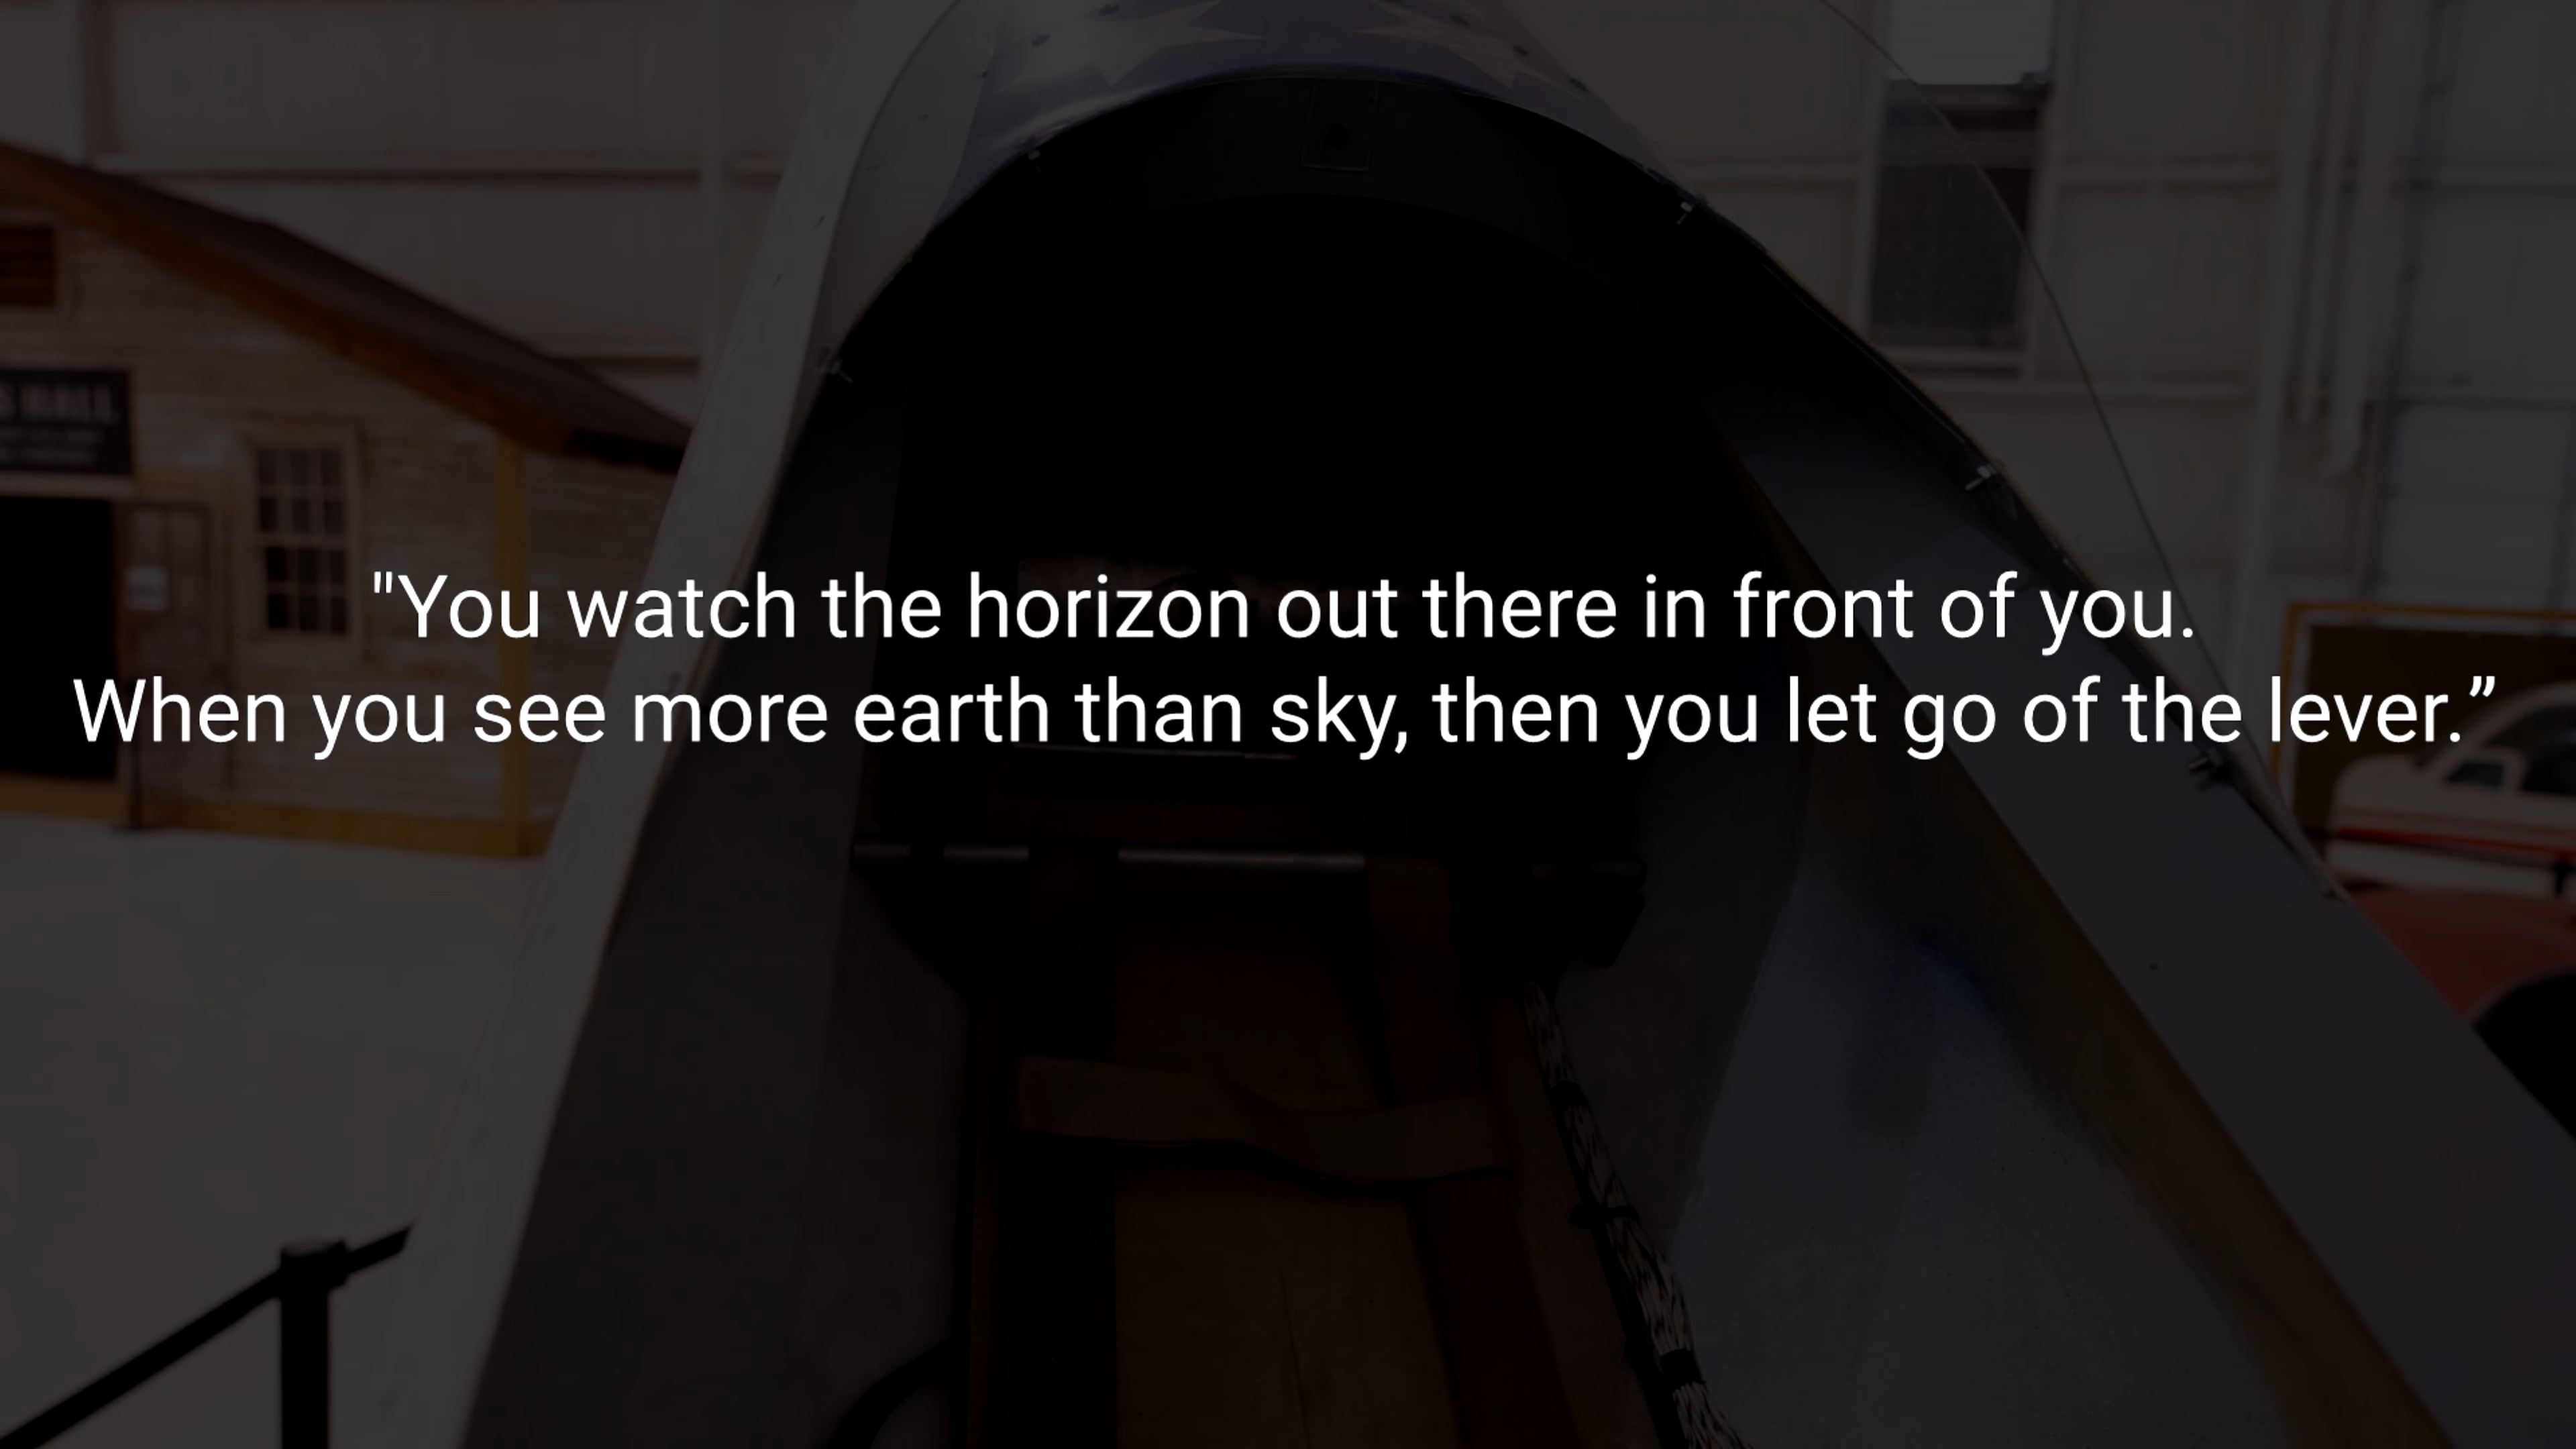 S HALL
"You watch the horizon out there in front of you.
When you see more earth than sky, then you let go of the lever.”